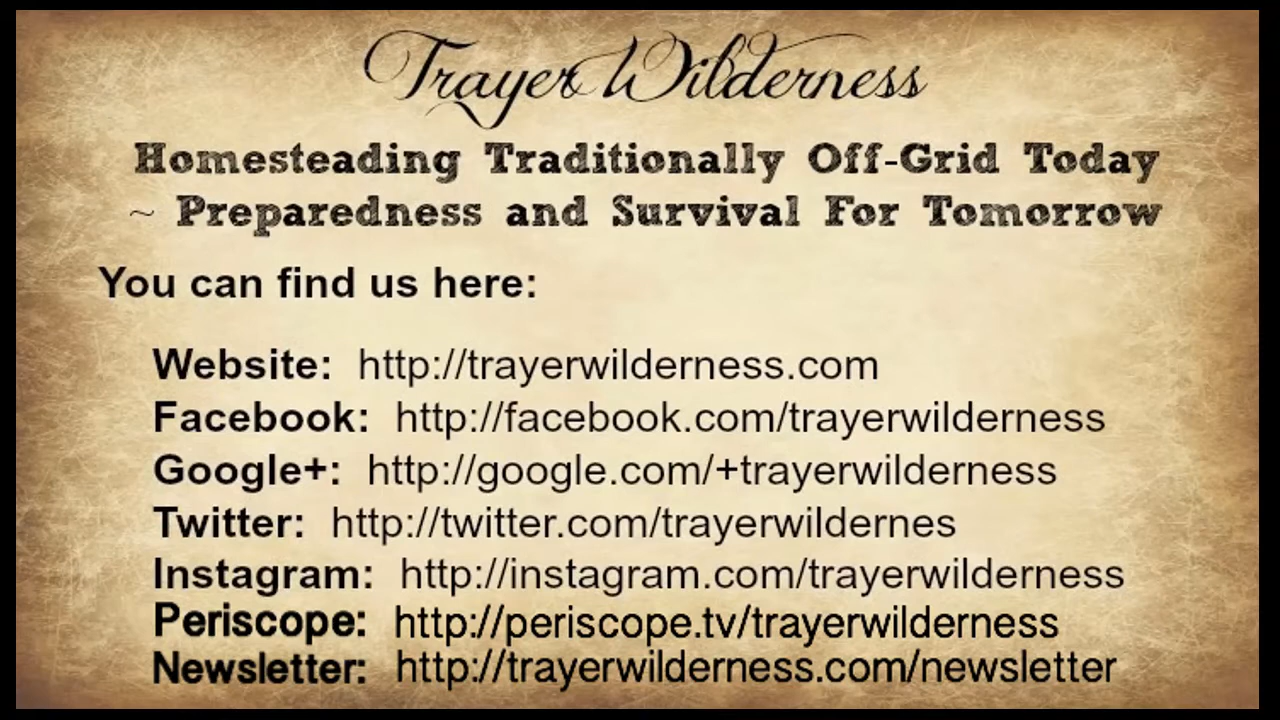 Trayer Wilderness
Homesteading Traditionally Off-Grid Today
~ Preparedness and Survival For Tomorrow
You can find us here:
Website: http://trayerwilderness.com
Facebook: http://facebook.com/trayerwilderness
Google+: http://google.com/+trayerwilderness
Twitter: http://twitter.com/trayerwildernes
Instagram: http://instagram.com/trayerwilderness
Periscope: http://periscope.tv/trayerwilderness
Newsletter: http://trayerwilderness.com/newsletter